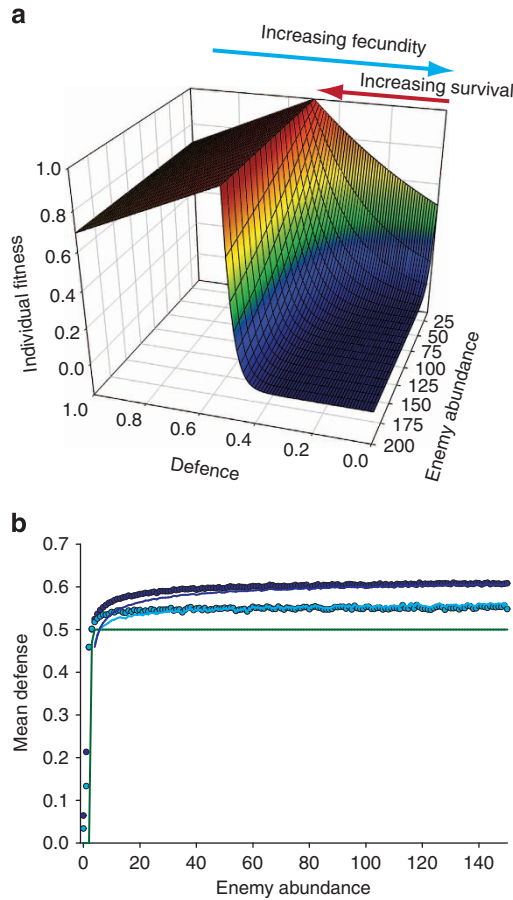 a
Increasing fecundity
Increasing survival
1.0
0.8
0.6
0.4
0.2
0.0
Individual fitness
1.0
0.8
0.6
0.4
0.2
0.0
Defence
25
50
75
100
125
150
175
200
Enemy abundance
b
0.7
0.6
0.5
0.4
0.3
0.2
0.1
0.0
Mean defense
0 20 40 60 80 100 120 140
Enemy abundance